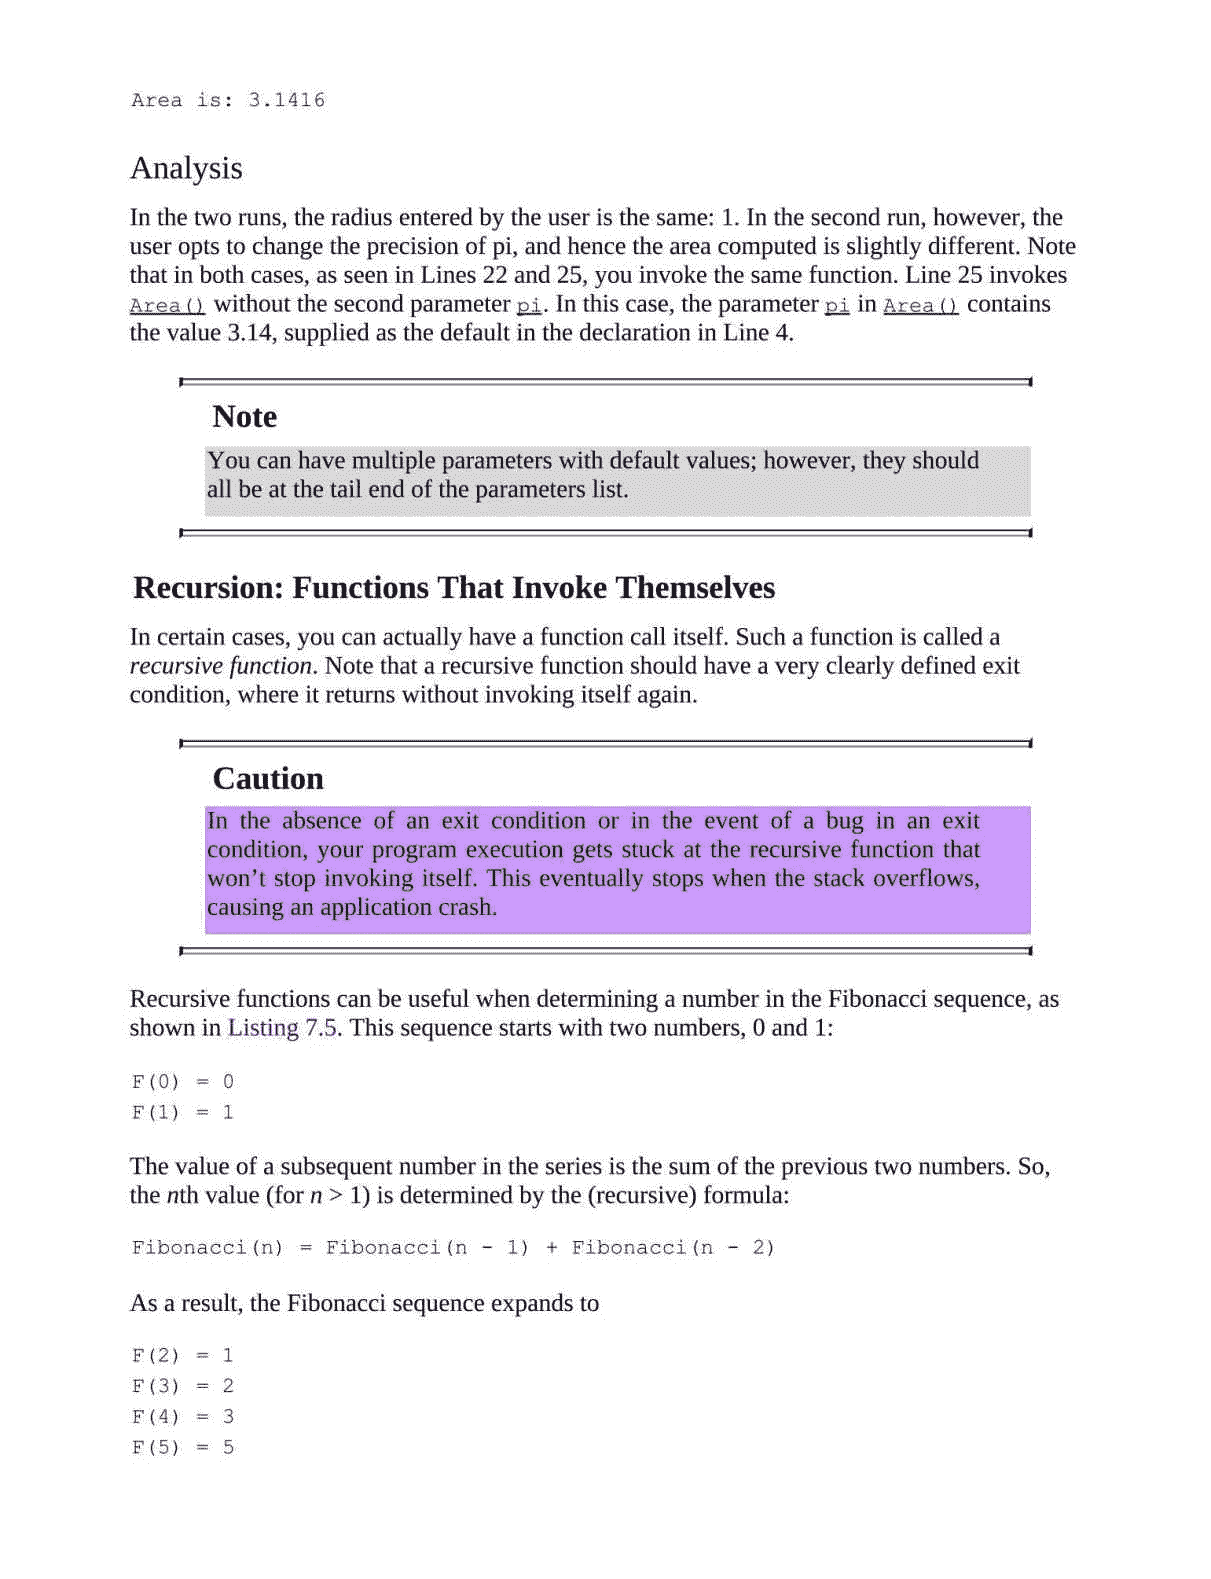 Area is: 3.1416
Analysis
In the two runs, the radius entered by the user is the same: 1. In the second run, however, the
user opts to change the precision of pi, and hence the area computed is slightly different. Note
that in both cases, as seen in Lines 22 and 25, you invoke the same function. Line 25 invokes
Area() without the second parameter pi. In this case, the parameter pi in Area() contains
the value 3.14, supplied as the default in the declaration in Line 4.
Note
You can have multiple parameters with default values; however, they should
all be at the tail end of the parameters list.
Recursion: Functions That Invoke Themselves
In certain cases, you can actually have a function call itself. Such a function is called a
recursive function. Note that a recursive function should have a very clearly defined exit
condition, where it returns without invoking itself again.
Caution
In the absence of an exit condition or in the event of a bug in an exit
condition, your program execution gets stuck at the recursive function that
won’t stop invoking itself. This eventually stops when the stack overflows,
causing an application crash.
Recursive functions can be useful when determining a number in the Fibonacci sequence, as
shown in Listing 7.5. This sequence starts with two numbers, 0 and 1:
F(0) = 0
F(1) = 1
The value of a subsequent number in the series is the sum of the previous two numbers. So,
the nth value (for n > 1) is determined by the (recursive) formula:
Fibonacci(n) = Fibonacci(n - 1) + Fibonacci(n - 2)
As a result, the Fibonacci sequence expands to
F(2) = 1
F(3) = 2
F(4) = 3
F(5) = 5